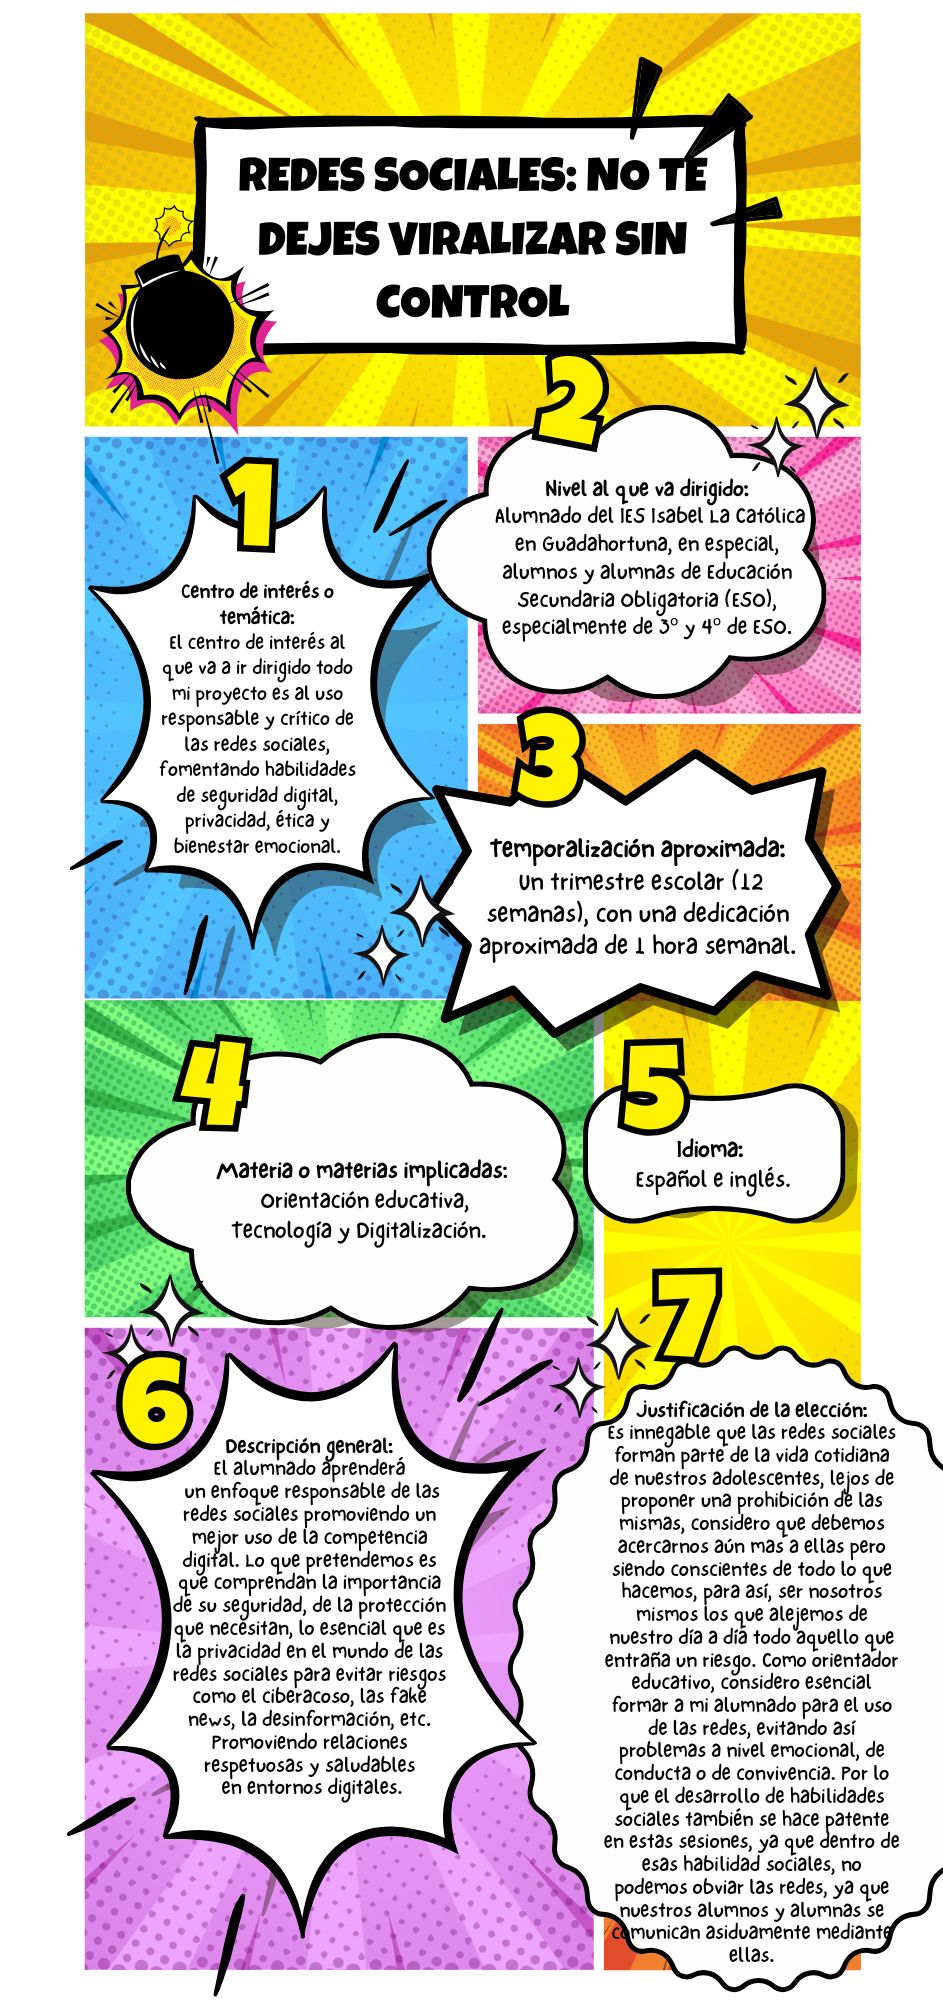 REDES SOCIALES: NO TE
DEJES VIRALIZAR SIN
CONTROL
1
Centro de interés o
temática:
El centro de interés al
que va a ir dirigido todo
mi proyecto es al uso
responsable y crítico de
las redes sociales,
fomentando habilidades
de seguridad digital,
privacidad, ética y
bienestar emocional.
2
Nivel al que va dirigido:
Alumnado del IES Isabel La Católica
en Guadahortuna, en especial,
alumnos y alumnas de Educación
Secundaria Obligatoria (ESO),
especialmente de 3º y 4º de ESO.
3
Temporalización aproximada:
Un trimestre escolar (12
semanas), con una dedicación
aproximada de 1 hora semanal.
4
Materia o materias implicadas:
Orientación educativa,
Tecnología y Digitalización.
5
Idioma:
Español e inglés.
6
Descripción general:
El alumnado aprenderá
un enfoque responsable de las
redes sociales promoviendo un
mejor uso de la competencia
digital. Lo que pretendemos es
que comprendan la importancia
de su seguridad, de la protección
que necesitan, lo esencial que es
la privacidad en el mundo de las
redes sociales para evitar riesgos
como el ciberacoso, las fake
news, la desinformación, etc.
Promoviendo relaciones
respetuosas y saludables
en entornos digitales.
7
Justificación de la elección:
Es innegable que las redes sociales
forman parte de la vida cotidiana
de nuestros adolescentes, lejos de
proponer una prohibición de las
mismas, considero que debemos
acercarnos aún mas a ellas pero
siendo conscientes de todo lo que
hacemos, para así, ser nosotros
mismos los que alejemos de
nuestro día a día todo aquello que
entraña un riesgo. Como orientador
educativo, considero esencial
formar a mi alumnado para el uso
de las redes, evitando así
problemas a nivel emocional, de
conducta o de convivencia. Por lo
que el desarrollo de habilidades
sociales también se hace patente
en estas sesiones, ya que dentro de
esas habilidad sociales, no
podemos obviar las redes, ya que
nuestros alumnos y alumnas se
comunican asiduamente mediante
ellas.